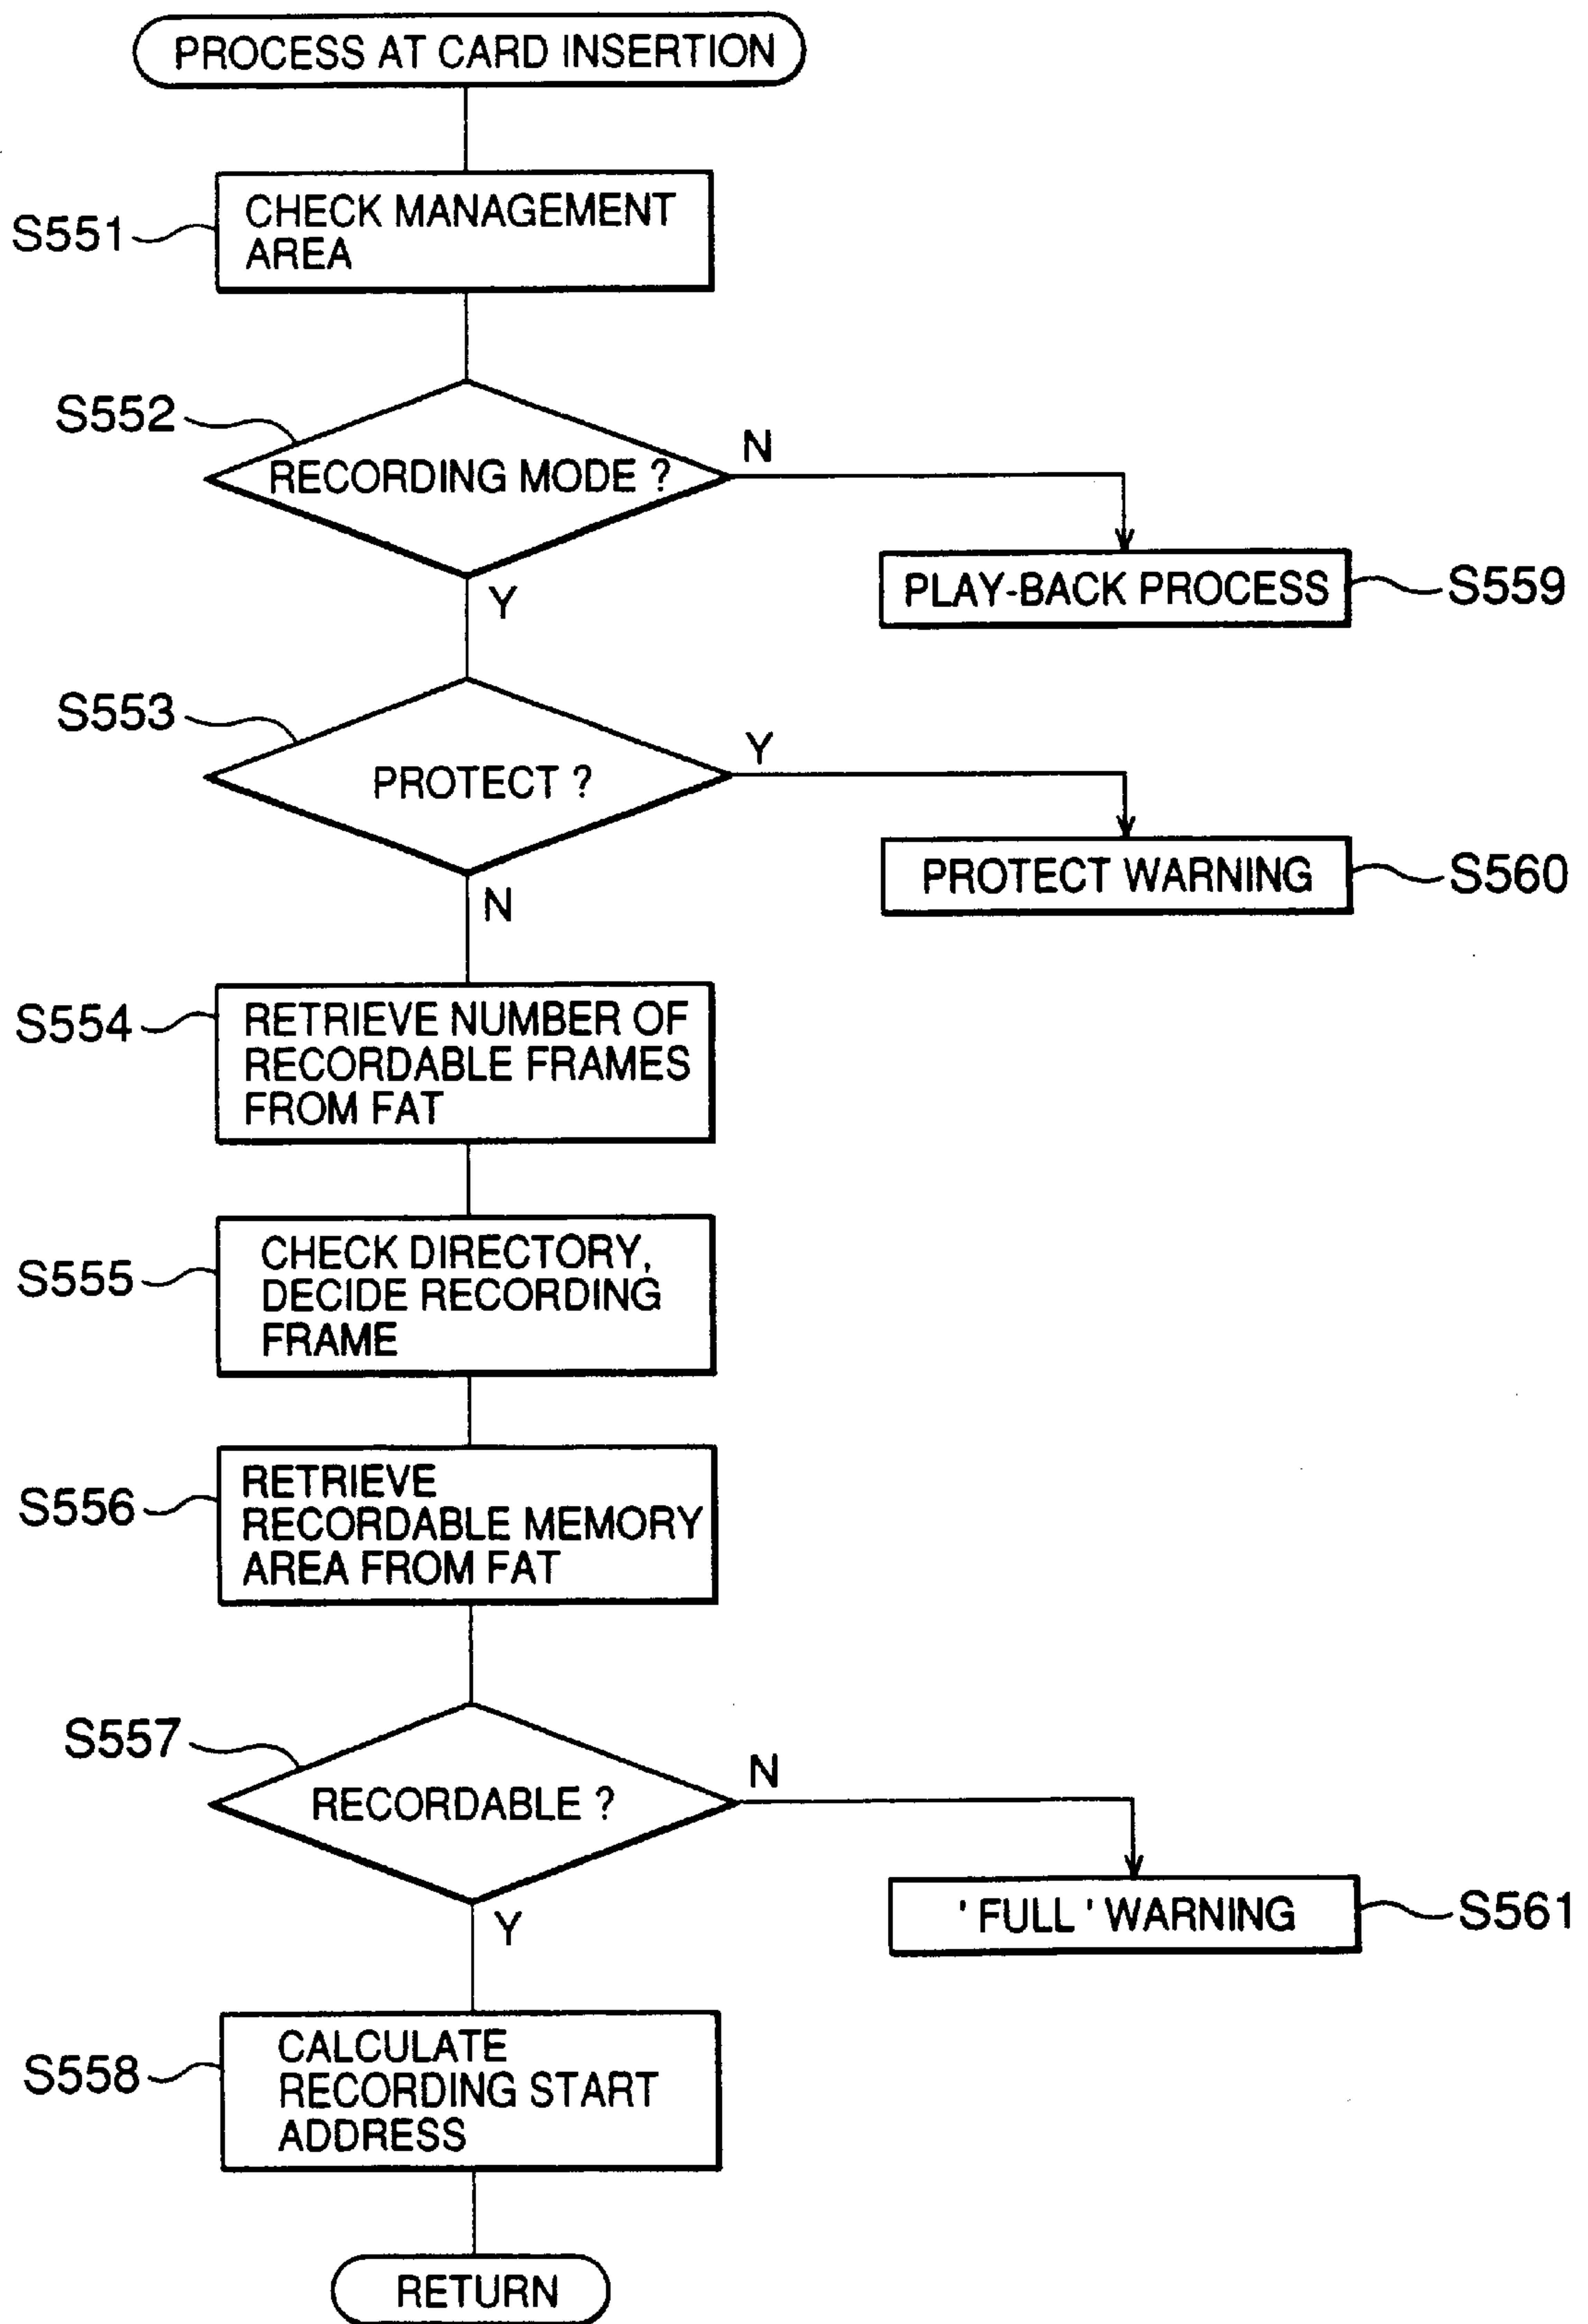 PROCESS AT CARD INSERTION
S551
CHECK MANAGEMENT
AREA
S552
RECORDING MODE ?
N
Y
PLAY-BACK PROCESS
S559
S553
PROTECT ?
Y
N
PROTECT WARNING
S560
S554
RETRIEVE NUMBER OF
RECORDABLE FRAMES
FROM FAT
S555
CHECK DIRECTORY,
DECIDE RECORDING
FRAME
S556
RETRIEVE
RECORDABLE MEMORY
AREA FROM FAT
S557
RECORDABLE ?
N
Y
' FULL ' WARNING
S561
S558
CALCULATE
RECORDING START
ADDRESS
RETURN